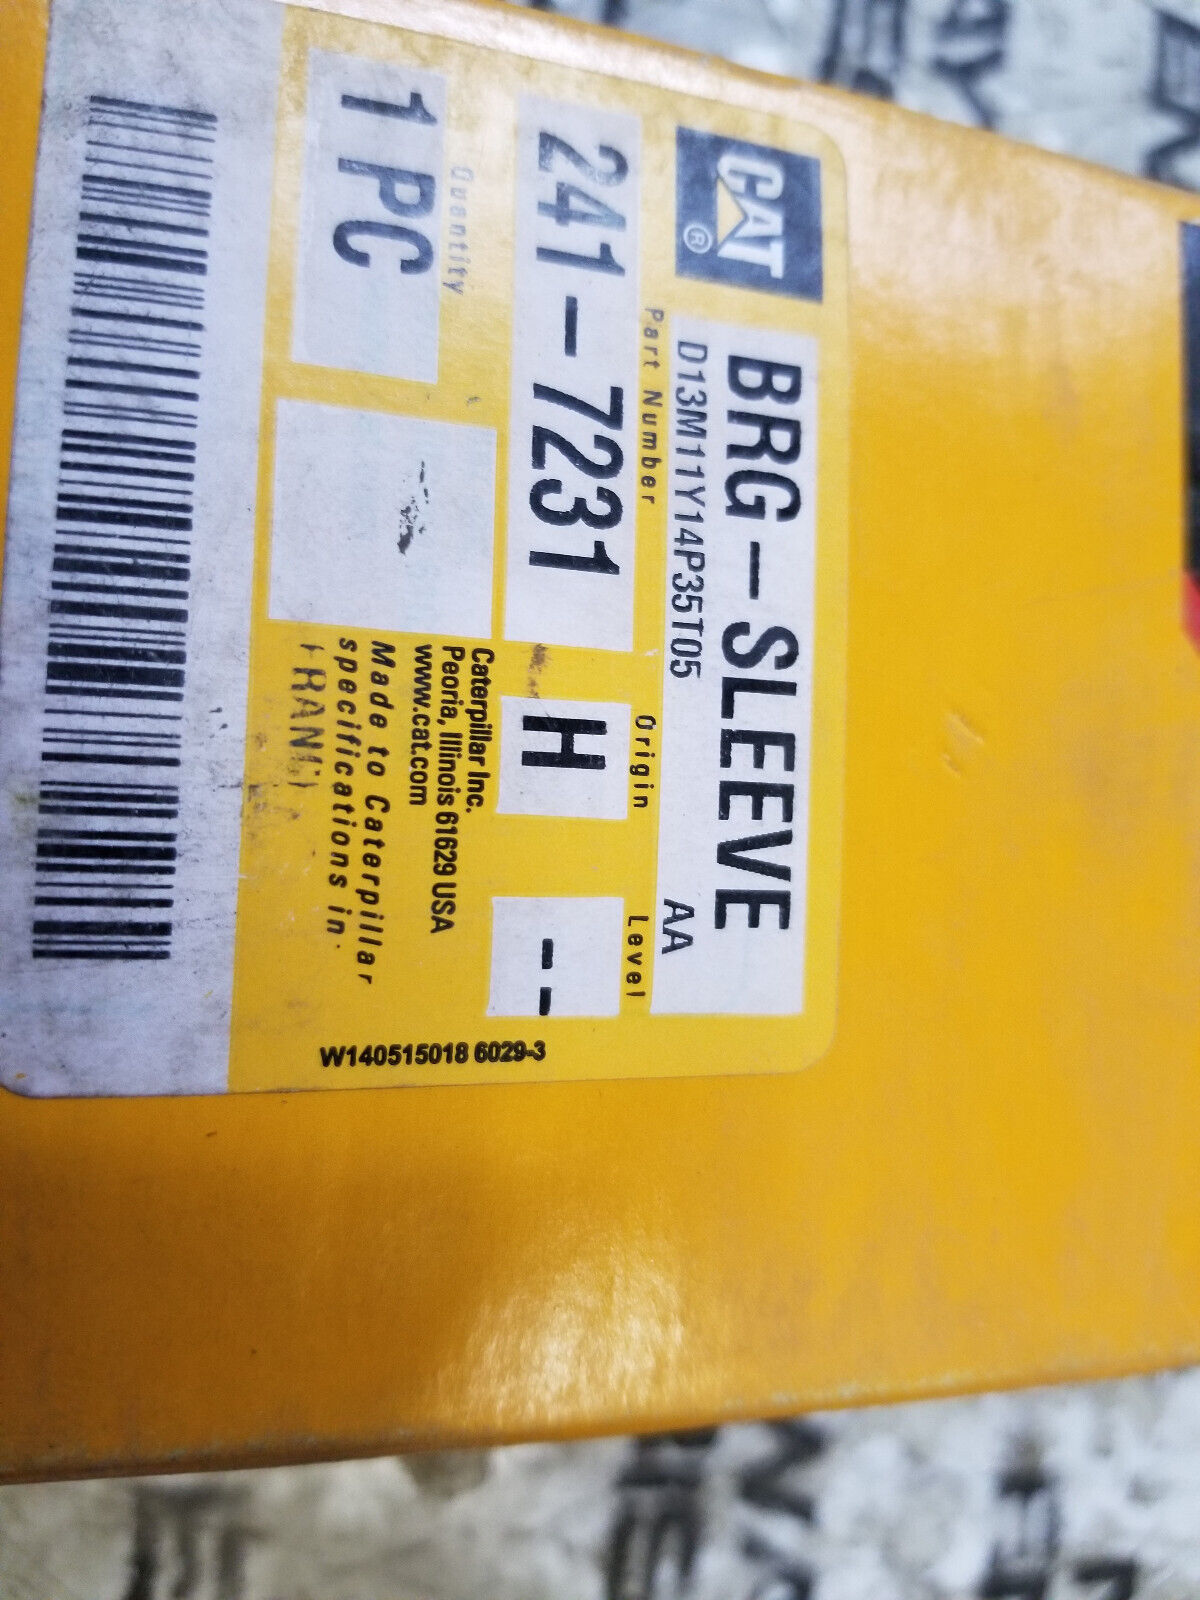 CAT®
BRG-SLEEVE
D13M11Y14P35T05 AA
Part Number Origin Level
241-7231 H --
Quantity
1 PC
Caterpillar Inc.
Peoria, Illinois 61629 USA
www.cat.com
Made to Caterpillar
specifications in
W140515018 6029-3